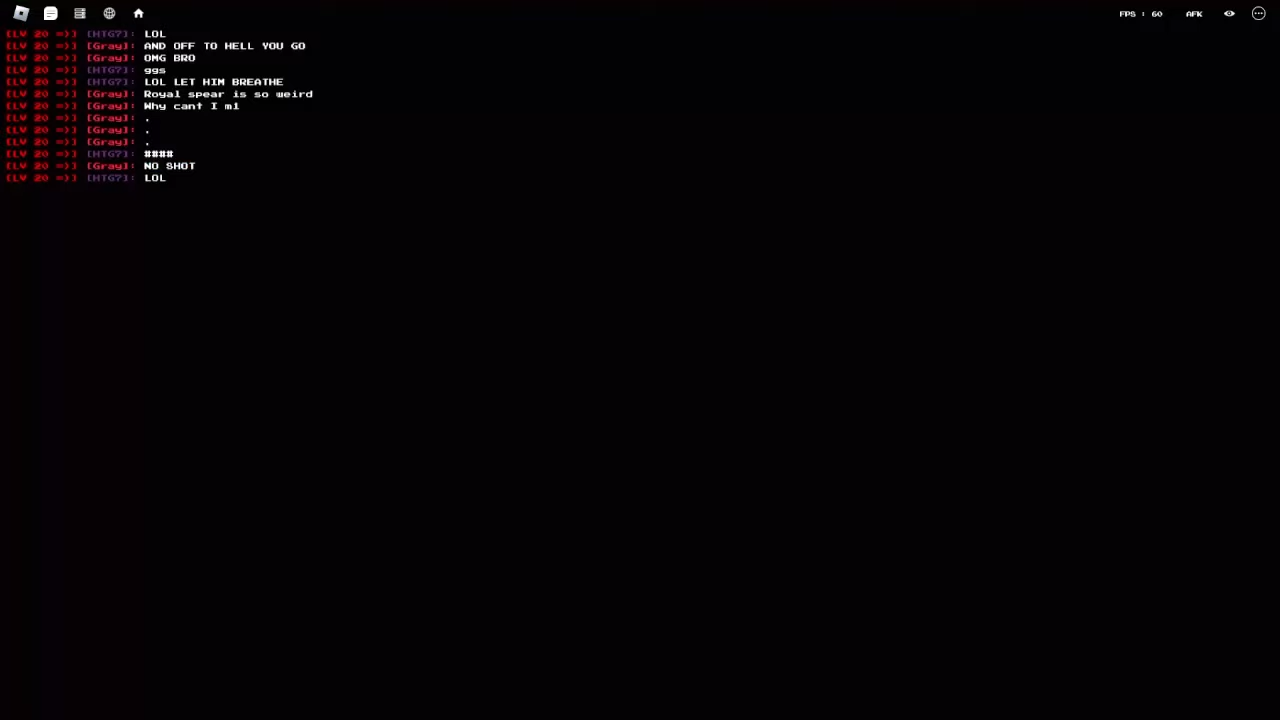 FPS : 60 AFK
[LV 20 =)] [HTG7]: LOL
[LV 20 =)] [Gray]: AND OFF TO HELL YOU GO
[LV 20 =)] [Gray]: OMG BRO
[LV 20 =)] [HTG7]: ggs
[LV 20 =)] [HTG7]: LOL LET HIM BREATHE
[LV 20 =)] [Gray]: Royal spear is so weird
[LV 20 =)] [Gray]: Why cant I m1
[LV 20 =)] [Gray]: .
[LV 20 =)] [Gray]: .
[LV 20 =)] [Gray]: .
[LV 20 =)] [HTG7]: ####
[LV 20 =)] [Gray]: NO SHOT
[LV 20 =)] [HTG7]: LOL